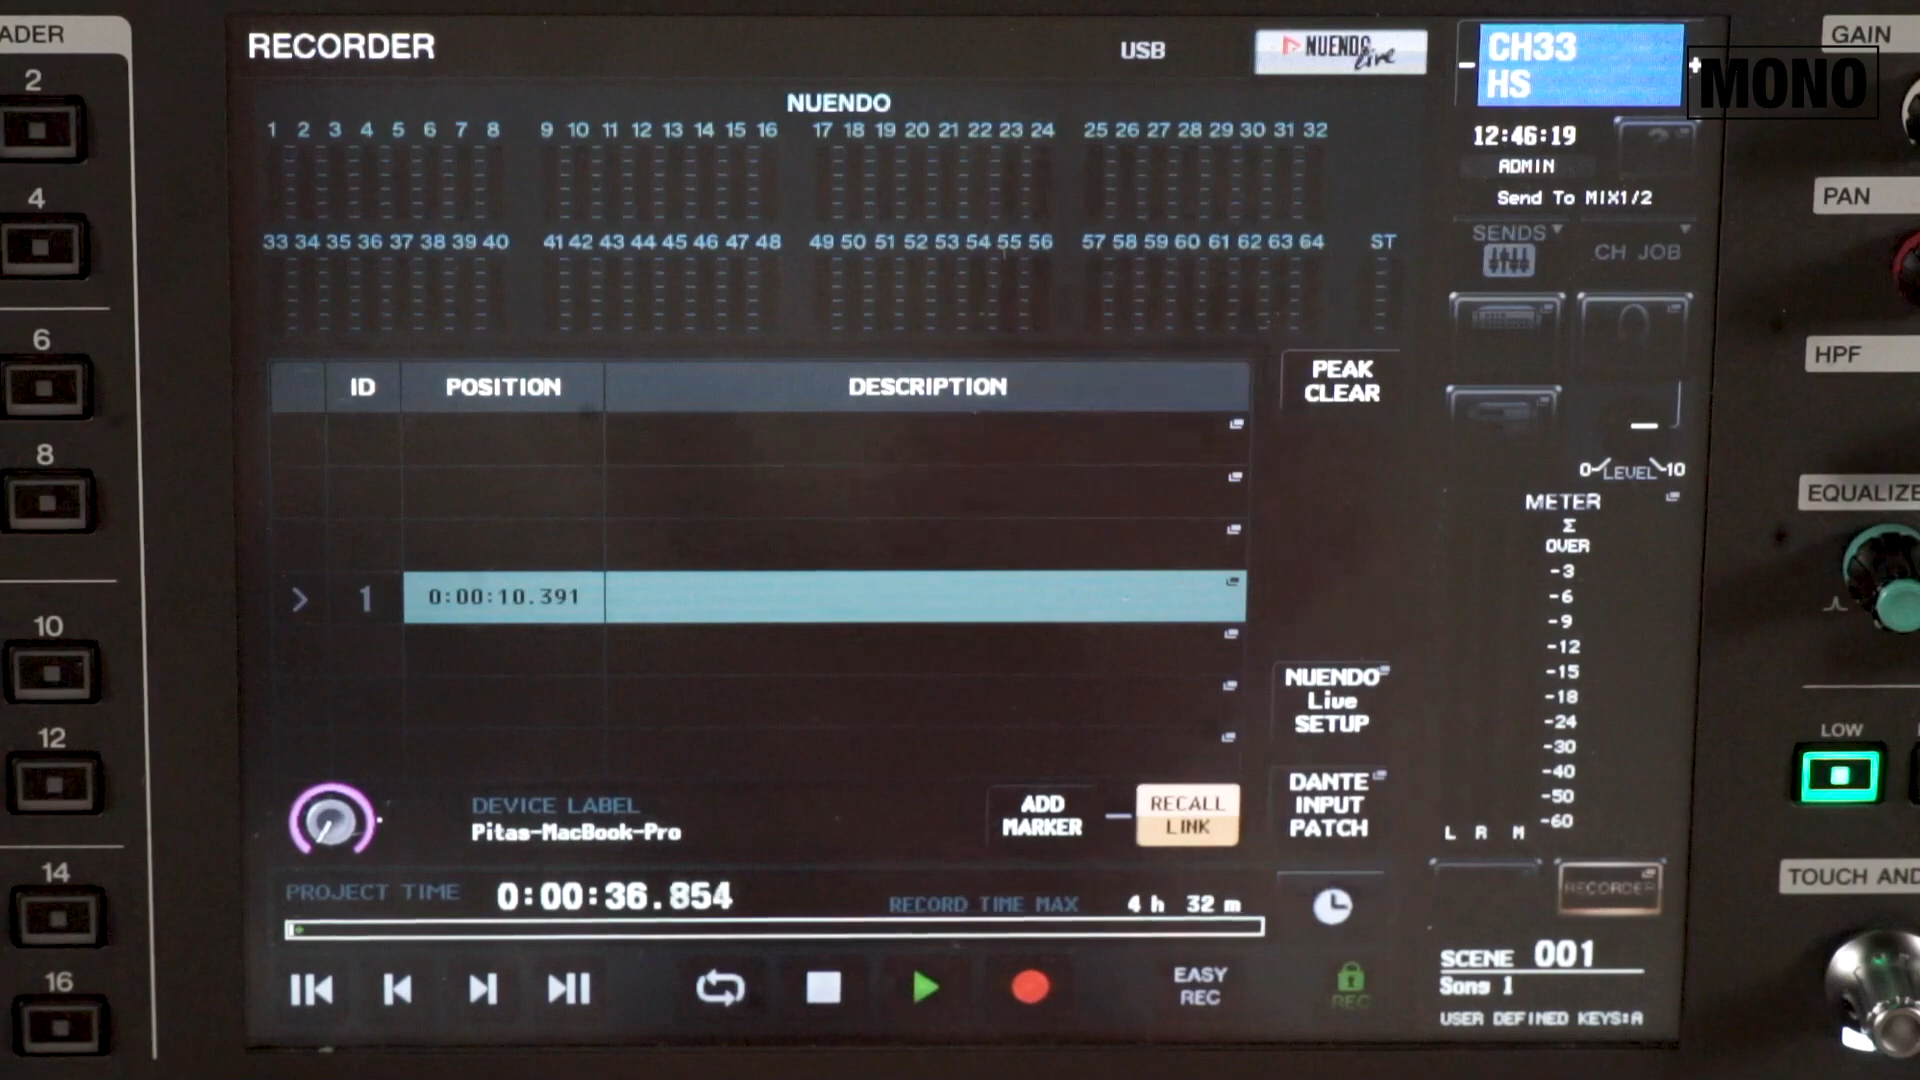 RECORDER
USB
NUENDO Live
CH33
HS
MONO
12:46:19
ADMIN
Send To MIX1/2
SENDS
CH JOB
NUENDO
1 2 3 4 5 6 7 8 9 10 11 12 13 14 15 16 17 18 19 20 21 22 23 24 25 26 27 28 29 30 31 32
33 34 35 36 37 38 39 40 41 42 43 44 45 46 47 48 49 50 51 52 53 54 55 56 57 58 59 60 61 62 63 64 ST
ID POSITION DESCRIPTION
1 0:00:10.391
PEAK
CLEAR
NUENDO
Live
SETUP
DANTE
INPUT
PATCH
DEVICE LABEL
Pitas-MacBook-Pro
ADD
MARKER
RECALL
LINK
PROJECT TIME 0:00:36.854
RECORD TIME MAX 4 h 32 m
EASY
REC
REC
0 LEVEL 10
METER
Σ
OVER
-3
-6
-9
-12
-15
-18
-24
-30
-40
-50
-60
L R M
RECORDER
SCENE 001
Song 1
USER DEFINED KEYS:A
ADER
2
4
6
8
10
12
14
16
GAIN
PAN
HPF
EQUALIZE
LOW
TOUCH AND